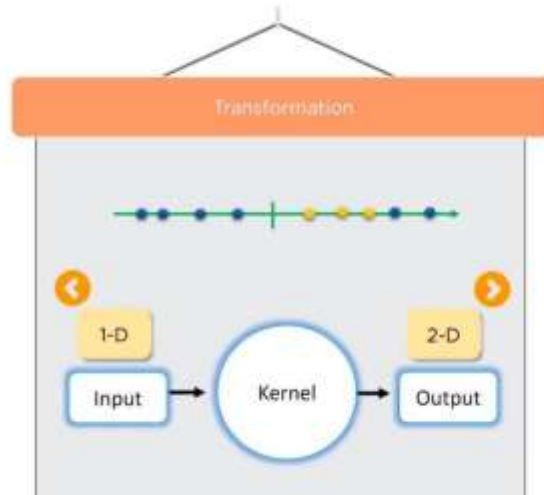 Transformation
1-D
2-D
Input
Kernel
Output